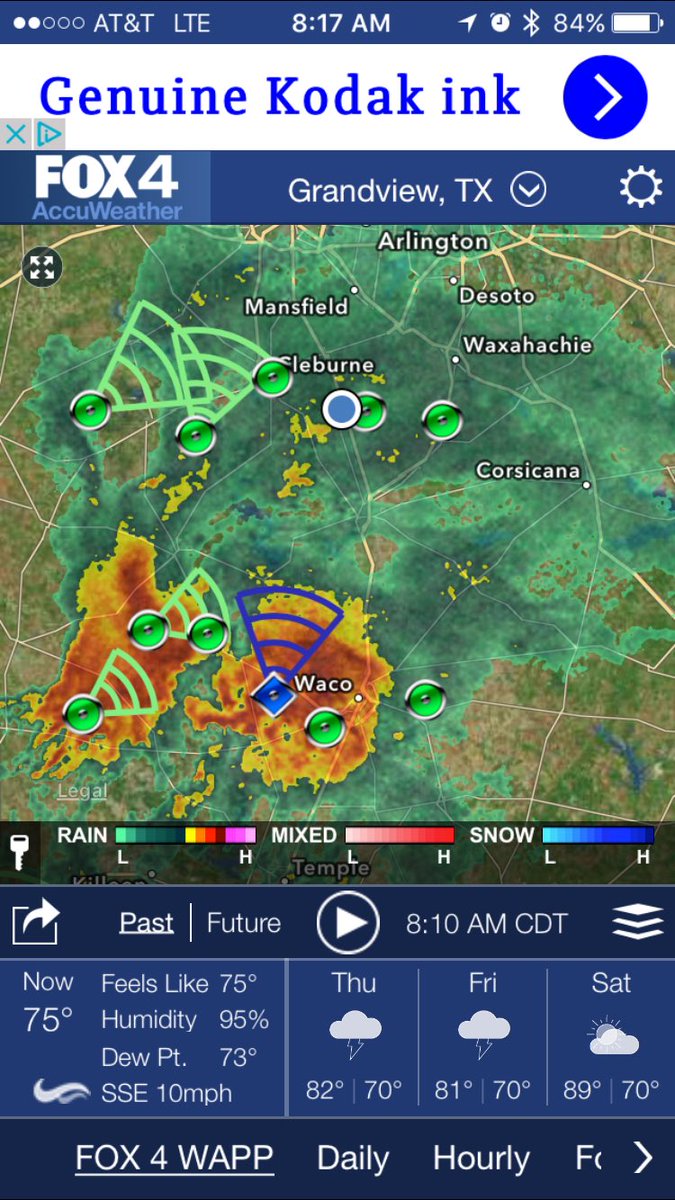 AT&T LTE 8:17 AM 84%
Genuine Kodak ink
FOX 4
AccuWeather
Grandview, TX
Arlington
Mansfield
Desoto
Cleburne
Waxahachie
Corsicana
Waco
Legal
RAIN MIXED SNOW
L H L H L H
Temple
Killeen
Past Future 8:10 AM CDT
Now Feels Like 75° Thu Fri Sat
75° Humidity 95%
Dew Pt. 73°
SSE 10mph 82° 70° 81° 70° 89° 70°
FOX 4 WAPP Daily Hourly Fo